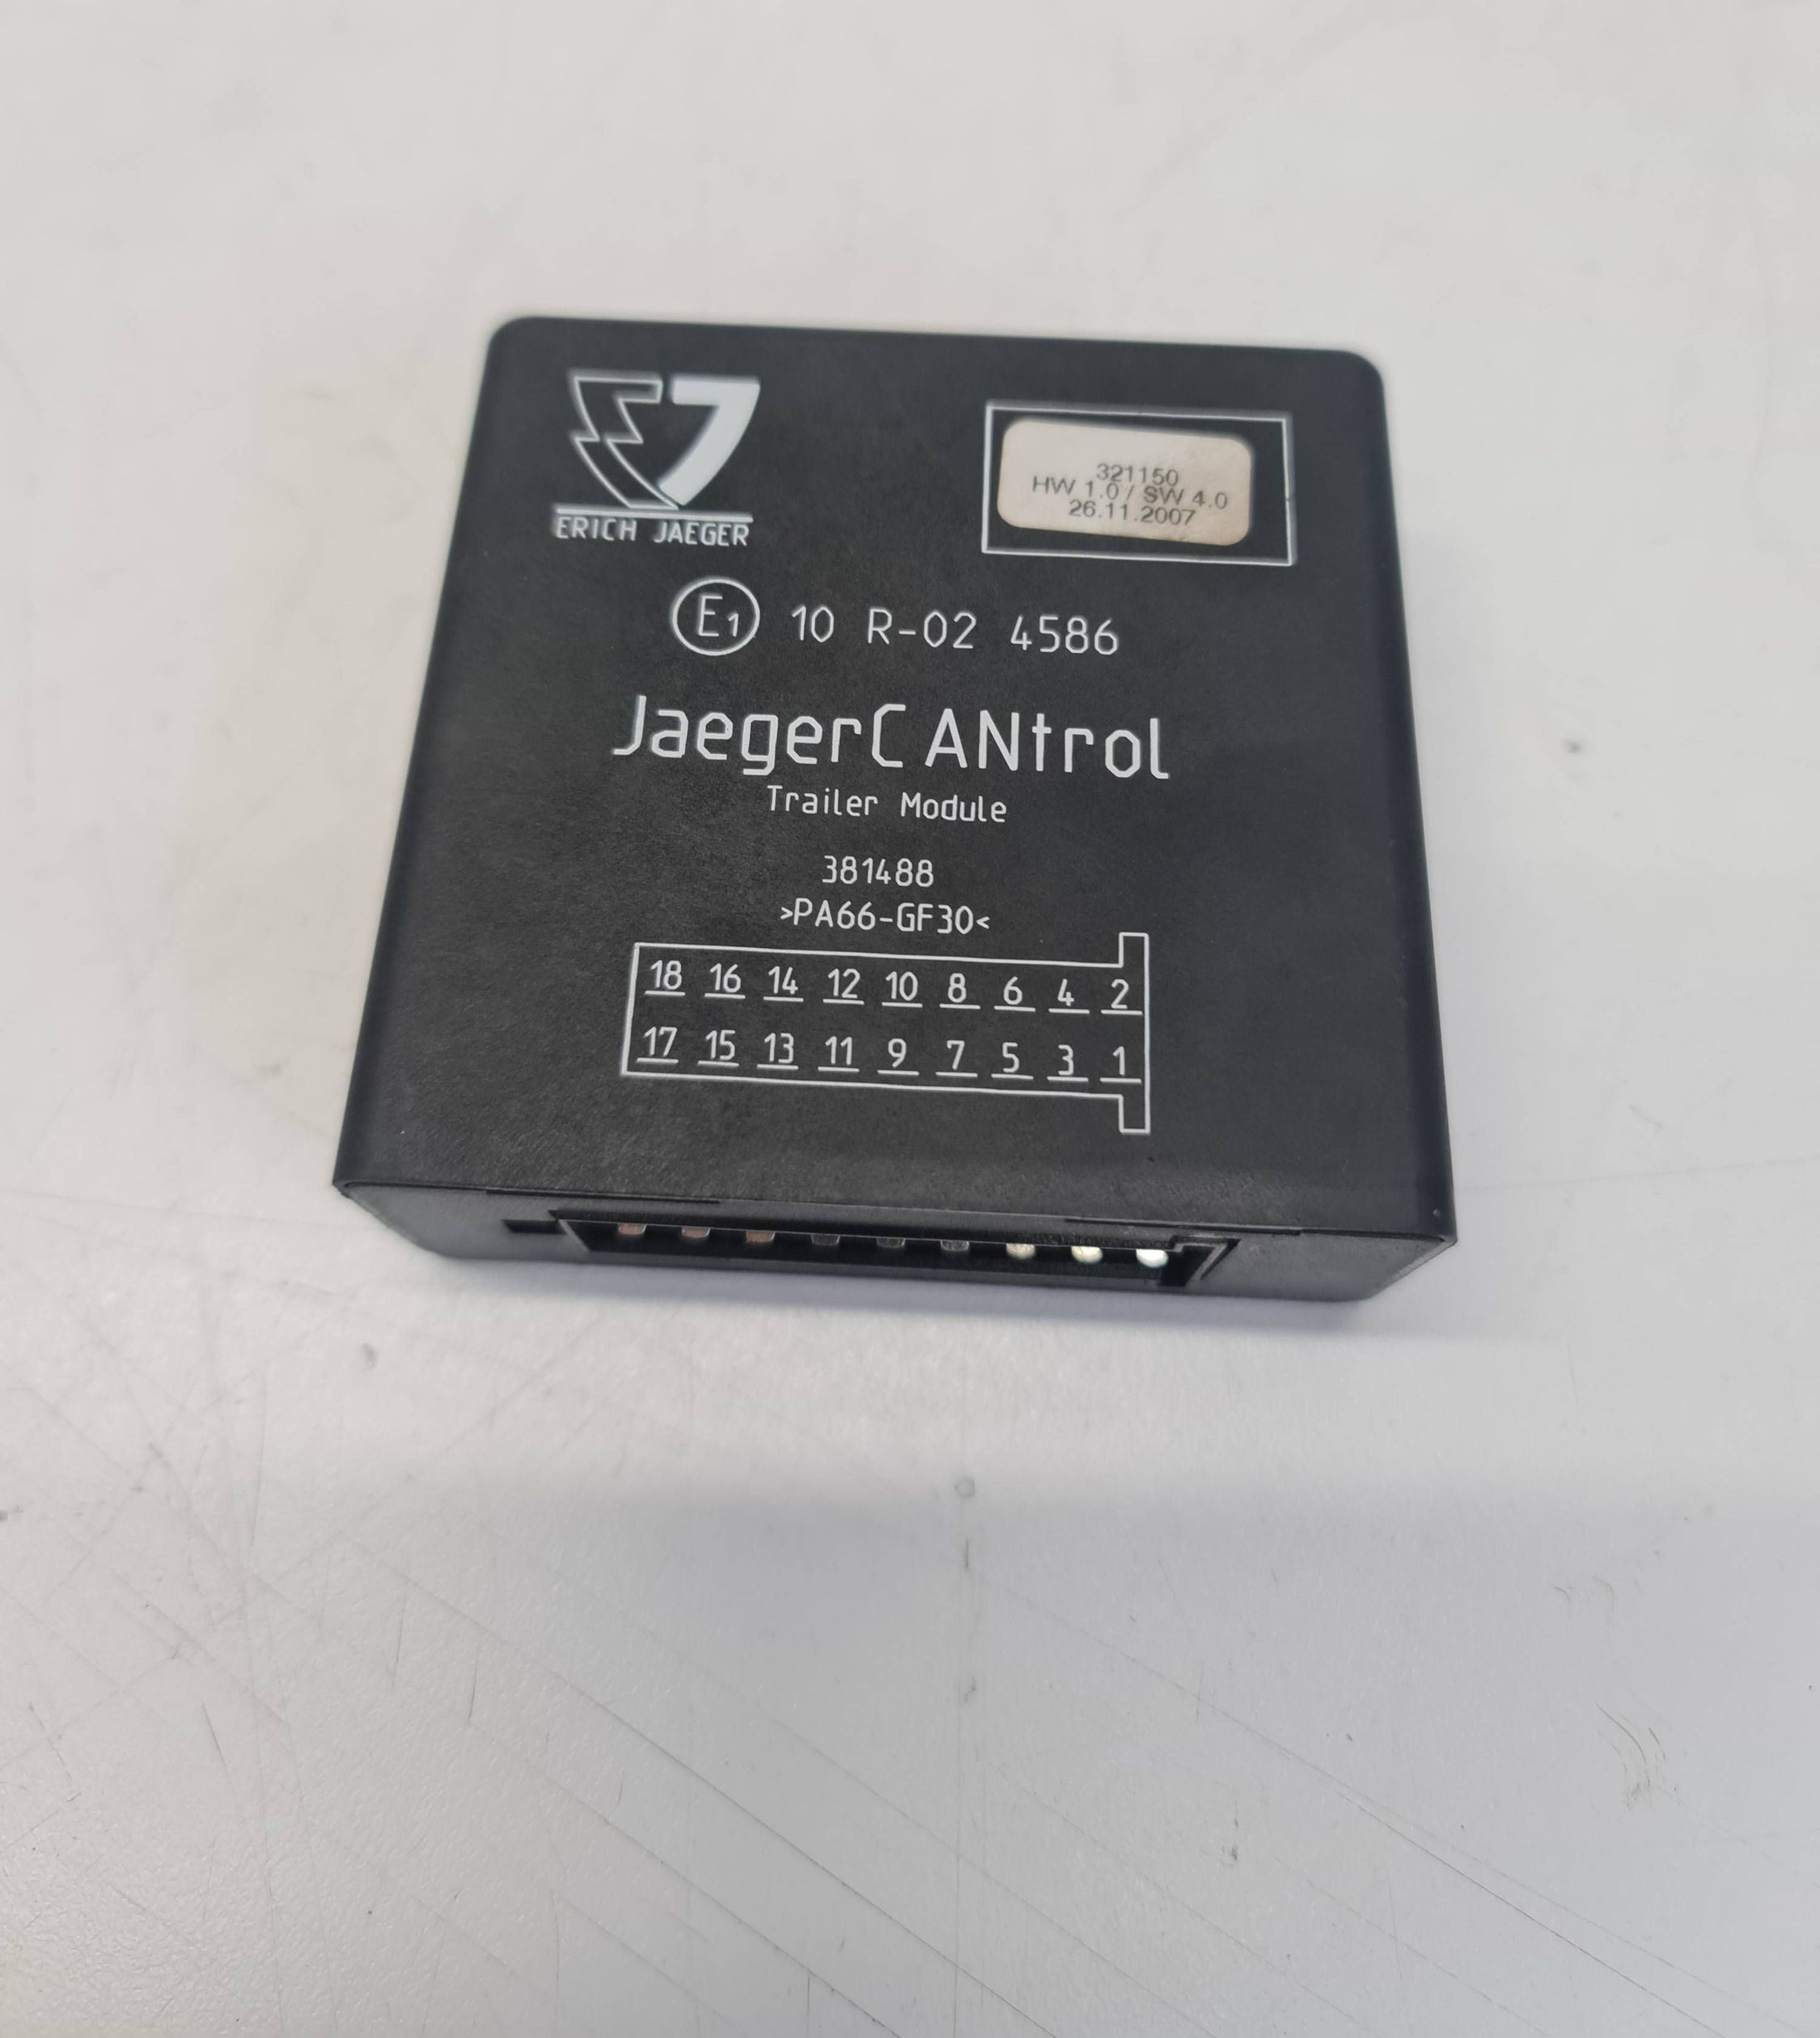 ERICH JAEGER
321150
HW 1.0 / SW 4.0
26.11.2007
E1 10 R-02 4586
JaegerCANtrol
Trailer Module
381488
>PA66-GF30<
18 16 14 12 10 8 6 4 2
17 15 13 11 9 7 5 3 1